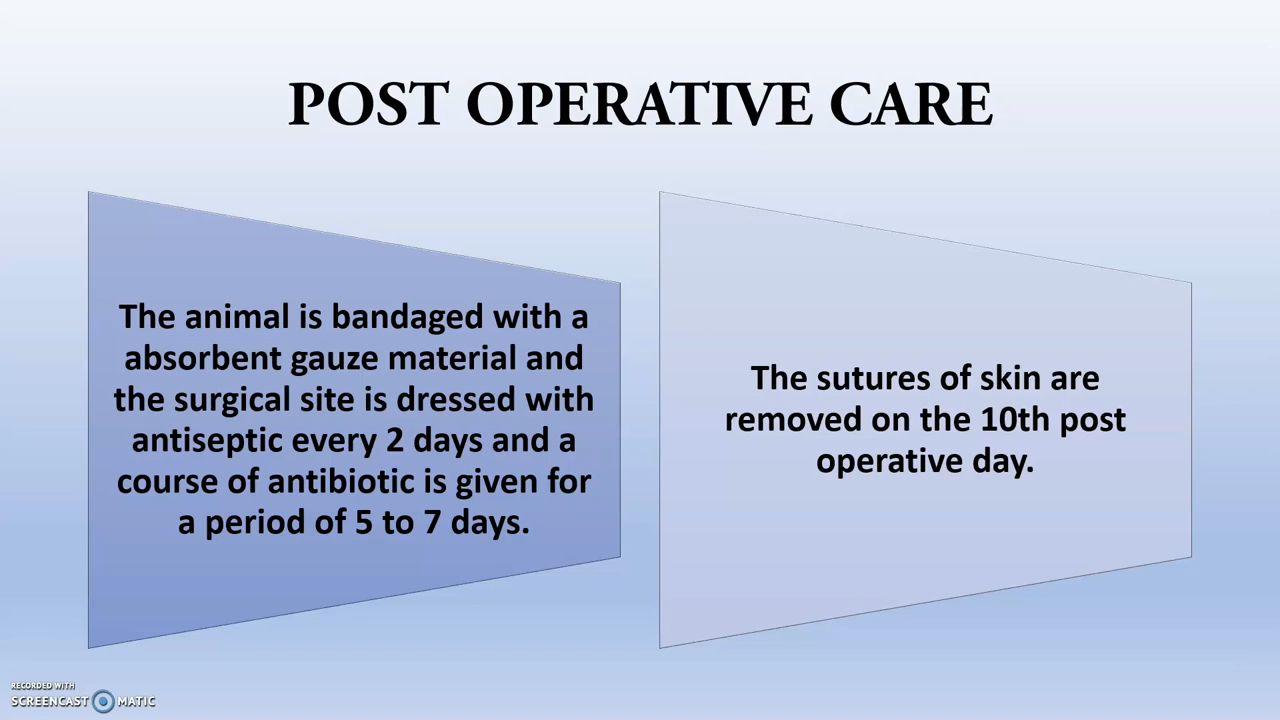 POST OPERATIVE CARE
The animal is bandaged with a
absorbent gauze material and
the surgical site is dressed with
antiseptic every 2 days and a
course of antibiotic is given for
a period of 5 to 7 days.
The sutures of skin are
removed on the 10th post
operative day.
RECORDED WITH
SCREENCAST MATIC